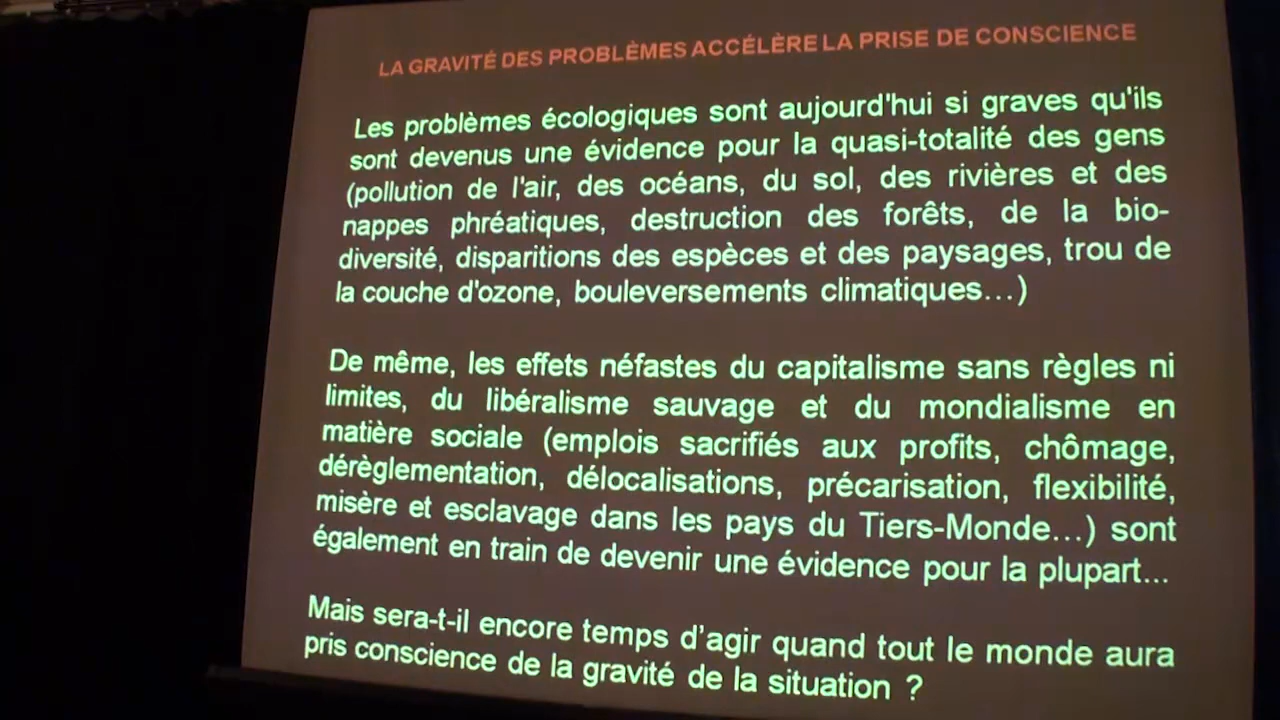 LA GRAVITÉ DES PROBLÈMES ACCÉLÈRE LA PRISE DE CONSCIENCE
Les problèmes écologiques sont aujourd'hui si graves qu'ils
sont devenus une évidence pour la quasi-totalité des gens
(pollution de l'air, des océans, du sol, des rivières et des
nappes phréatiques, destruction des forêts, de la bio-
diversité, disparitions des espèces et des paysages, trou de
la couche d'ozone, bouleversements climatiques…)
De même, les effets néfastes du capitalisme sans règles ni
limites, du libéralisme sauvage et du mondialisme en
matière sociale (emplois sacrifiés aux profits, chômage,
dérèglementation, délocalisations, précarisation, flexibilité,
misère et esclavage dans les pays du Tiers-Monde…) sont
également en train de devenir une évidence pour la plupart...
Mais sera-t-il encore temps d’agir quand tout le monde aura
pris conscience de la gravité de la situation ?